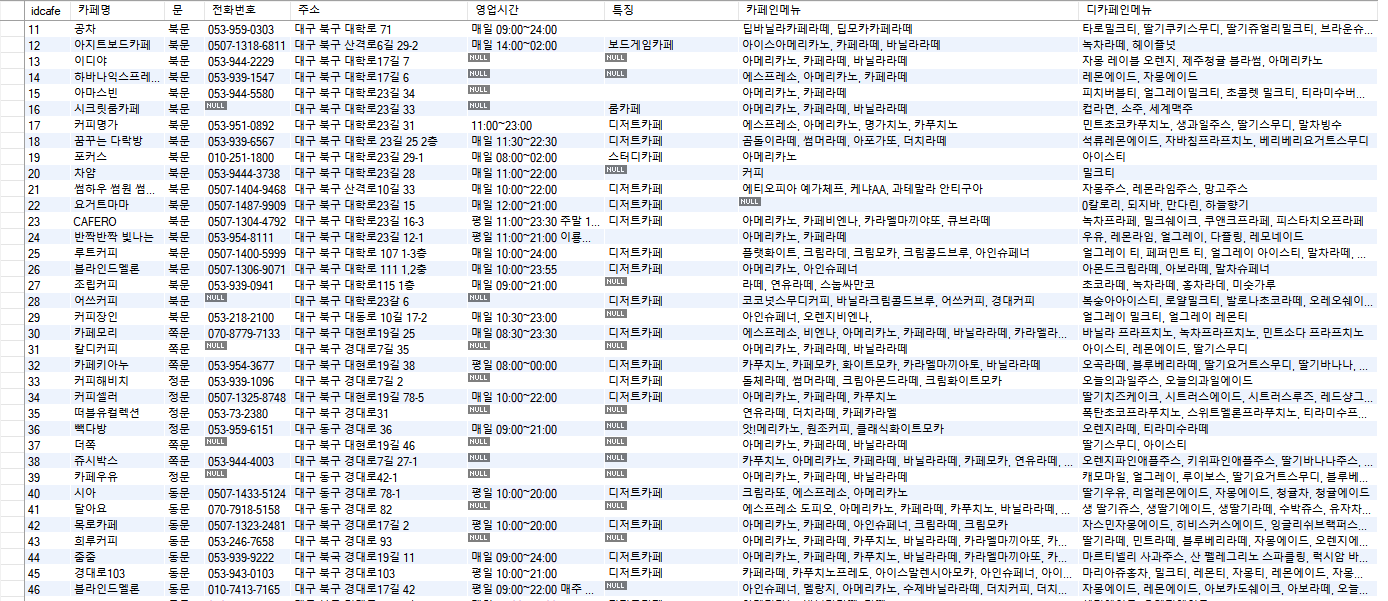 idcafe 카페명 문 전화번호 주소 영업시간 특징 카페인메뉴 디카페인메뉴
11 공차 북문 053-959-0303 대구 북구 대학로 71 매일 09:00~24:00 딥바닐라카페라떼, 딥모카카페라떼 타로밀크티, 딸기쿠키스무디, 딸기쥬얼리밀크티, 브라운슈...
12 아지트보드카페 북문 0507-1318-6811 대구 북구 산격로6길 29-2 매일 14:00~02:00 보드게임카페 아이스아메리카노, 카페라떼, 바닐라라떼 녹차라떼, 헤이즐넛
13 이디야 북문 053-944-2229 대구 북구 대학로17길 7 NULL NULL 아메리카노, 카페라떼, 바닐라라떼 자몽 레이블 오렌지, 제주청귤 블라썸, 아메리카노
14 하바나익스프레... 북문 053-939-1547 대구 북구 대학로17길 6 NULL NULL 에스프레소, 아메리카노, 카페라떼 레몬에이드, 자몽에이드
15 아마스빈 북문 053-944-5580 대구 북구 대학로23길 34 NULL 아메리카노, 카페라떼 피치버블티, 얼그레이밀크티, 초콜렛 밀크티, 티라미수버...
16 시크릿룸카페 북문 NULL 대구 북구 대학로23길 33 NULL 룸카페 아메리카노, 카페라떼, 바닐라라떼 컵라면, 소주, 세계맥주
17 커피명가 북문 053-951-0892 대구 북구 대학로23길 31 11:00~23:00 디저트카페 에스프레소, 아메리카노, 명가치노, 카푸치노 민트초코카푸치노, 생과일주스, 딸기스무디, 말차빙수
18 꿈꾸는 다락방 북문 053-939-6567 대구 북구 대학로 23길 25 2층 매일 11:30~22:30 디저트카페 곰돌이라떼, 썸머라떼, 아포가또, 더치라떼 석류레몬에이드, 자바칩프라프치노, 베리베리요거트스무디
19 포커스 북문 010-251-1800 대구 북구 대학로23길 29-1 매일 08:00~02:00 스터디카페 아메리카노 아이스티
20 차얌 북문 053-9444-3738 대구 북구 대학로23길 28 매일 11:00~22:00 NULL 커피 밀크티
21 썸하우 썸원 썸... 북문 0507-1404-9468 대구 북구 산격로10길 33 매일 10:00~22:00 디저트카페 에티오피아 예가체프, 케냐AA, 과테말라 안티구아 자몽주스, 레몬라임주스, 망고주스
22 요거트마마 북문 0507-1487-9909 대구 북구 대학로23길 15 매일 12:00~21:00 디저트카페 NULL 0칼로리, 되지바, 만다린, 하늘향기
23 CAFERO 북문 0507-1304-4792 대구 북구 대학로23길 16-3 평일 11:00~23:30 주말 1... 디저트카페 아메리카노, 카페비엔나, 카라멜마끼야또, 큐브라떼 녹차프라페, 밀크쉐이크, 쿠앤크프라페, 피스타치오프라페
24 반짝반짝 빛나는 북문 053-954-8111 대구 북구 대학로23길 12-1 평일 11:00~21:00 이용... 아메리카노, 카페라떼 우유, 레몬라임, 얼그레이, 다즐링, 레모네이드
25 루트커피 북문 0507-1400-5999 대구 북구 대학로 107 1-3층 매일 10:00~24:00 디저트카페 플랫화이트, 크림라데, 크림모카, 크림콜드브루, 아인슈페너 얼그레이 티, 페퍼민트 티, 얼그레이 아이스티, 말차라떼, ...
26 블라인드멜론 북문 0507-1306-9071 대구 북구 대학로 111 1,2층 매일 10:00~23:55 디저트카페 아메리카노, 아인슈페너 아몬드크림라떼, 아보라떼, 말차슈페너
27 조립커피 북문 053-939-0941 대구 북구 대학로115 1층 매일 09:00~21:00 NULL 라떼, 연유라떼, 스눕싸만코 초코라떼, 녹차라떼, 홍차라데, 미숫가루
28 어쓰커피 북문 NULL 대구 북구 대학로23갈 6 NULL 디저트카페 코코넛스무디커피, 바닐라크림콜드브루, 어쓰커피, 경대커피 복숭아아이스티, 로얄밀크티, 발로나초코라떼, 오레오쉐이...
29 커피장인 북문 053-218-2100 대구 북구 대동로 10길 17-2 매일 10:30~23:00 NULL 아인슈페너, 오렌지비엔나, 얼그레이 밀크티, 얼그레이 레몬티
30 카페모리 쪽문 070-8779-7133 대구 북구 대현로19길 25 매일 08:30~23:30 디저트카페 에스프레소, 비엔나, 아메리카노, 카페라떼, 바닐라라떼, 카라멜라... 바닐라 프라프치노, 녹차프라프치노, 민트소다 프라프치노
31 칼디커피 쪽문 NULL 대구 북구 경대로7길 35 NULL NULL 아메리카노, 카페라떼, 바닐라라떼 아이스티, 레몬에이드, 딸기스무디
32 카페키아누 쪽문 053-954-3677 대구 북구 대현로19길 38 평일 08:00~00:00 디저트카페 카푸치노, 카페모카, 화이트모카, 카라멜마끼아토, 바닐라라떼 오곡라떼, 블루베리라떼, 딸기요거트스무디, 딸기바나나, ...
33 커피해비치 정문 053-939-1096 대구 북구 경대로7길 2 NULL 디저트카페 돌체라떼, 썸머라떼, 크림아몬드라떼, 크림화이트모카 오늘의과일주스, 오늘의과일에이드
34 커피셀러 정문 0507-1325-8748 대구 북구 대현로19길 78-5 매일 10:00~22:00 디저트카페 아메리카노, 카페라떼, 카푸치노 딸기치즈케이크, 시트러스에이드, 시트러스루즈, 레드샹그...
35 떠블유컬렉션 정문 053-73-2380 대구 북구 경대로31 NULL NULL 연유라떼, 더치라떼, 카페카라멜 폭탄초코프라푸치노, 스위트멜론프라푸치노, 티라미수프...
36 빽다방 정문 053-959-6151 대구 동구 경대로 36 매일 09:00~21:00 NULL 앗!메리카노, 원조커피, 클래식화이트모카 오렌지라떼, 티라미수라떼
37 더쪽 쪽문 NULL 대구 북구 대현로19길 46 NULL NULL 아메리카노, 카페라떼, 바닐라라떼 딸기스무디, 아이스티
38 쥬시박스 쪽문 053-944-4003 대구 북구 경대로7길 27-1 NULL NULL 카푸치노, 아메리카노, 카페라떼, 바닐라라떼, 카페모카, 연유라떼, ... 오렌지파인애플주스, 키위파인애플주스, 딸기바나나주스, ...
39 카페우유 정문 NULL 대구 동구 경대로42-1 NULL NULL 아메리카노, 카페라떼, 바닐라라떼 캐모마일, 얼그레이, 루이보스, 딸기요거트스무디, 블루베...
40 시아 동문 0507-1433-5124 대구 동구 경대로 78-1 평일 10:00~20:00 디저트카페 크림라또, 에스프레소, 아메리카노 딸기우유, 리얼레몬에이드, 자몽에이드, 청귤차, 청귤에이드
41 달아요 동문 070-7918-5158 대구 동구 경대로 82 NULL NULL 에스프레소 도피오, 아메리카노, 카페라떼, 카푸치노, 바닐라라떼, ... 생 딸기쥬스, 생딸기에이드, 생딸기라떼, 수박쥬스, 유자차...
42 목로카페 동문 0507-1323-2481 대구 북구 대학로17길 2 평일 10:00~20:00 디저트카페 아메리카노, 카페라떼, 아인슈페너, 크림라떼, 크림모카 자스민자몽에이드, 히비스커스에이드, 잉글리쉬브랙퍼스...
43 희루커피 동문 053-246-7658 대구 동구 경대로 93 NULL NULL 아메리카노, 카페라떼, 카푸치노, 바닐라라떼, 카라멜마끼아또, 카... 딸기라떼, 민트라떼, 블루베리라떼, 자몽에이드, 오렌지에...
44 줌줌 동문 053-939-9222 대구 북국 경대로19길 11 매일 09:00~24:00 디저트카페 아메리카노, 카페라떼, 카푸치노, 바닐라라떼, 카라멜마끼아또, 카... 마르티넬리 사과주스, 산 펠레그리노 스파클링, 럭시암 바...
45 경대로103 동문 053-943-0103 대구 북구 경대로103 평일 10:00~21:00 디저트카페 카페라떼, 카푸치노프레도, 아이스말렌시아모카, 아인슈페너, 아이... 마리아쥬홍차, 밀크티, 레몬티, 자몽티, 레몬에이드, 자몽...
46 블라인드멜론 동문 010-7413-7165 대구 북구 대학로17길 42 평일 10:00~21:00 매주 ... NULL 아인슈페너, 멜랑지, 아메리카노, 수제바닐라라떼, 더치커피, 더치... 자몽에이드, 레몬에이드, 아보카도쉐이크, 아보라떼, 오늘...